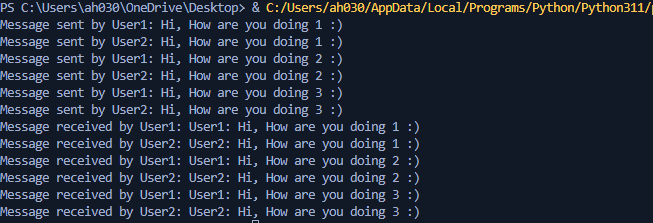 PS C:\Users\ah030\OneDrive\Desktop> & C:/Users/ah030/AppData/Local/Programs/Python/Python311/
Message sent by User1: Hi, How are you doing 1 :)
Message sent by User2: Hi, How are you doing 1 :)
Message sent by User1: Hi, How are you doing 2 :)
Message sent by User2: Hi, How are you doing 2 :)
Message sent by User1: Hi, How are you doing 3 :)
Message sent by User2: Hi, How are you doing 3 :)
Message received by User1: User1: Hi, How are you doing 1 :)
Message received by User2: User2: Hi, How are you doing 1 :)
Message received by User1: User1: Hi, How are you doing 2 :)
Message received by User2: User2: Hi, How are you doing 2 :)
Message received by User1: User1: Hi, How are you doing 3 :)
Message received by User2: User2: Hi, How are you doing 3 :)